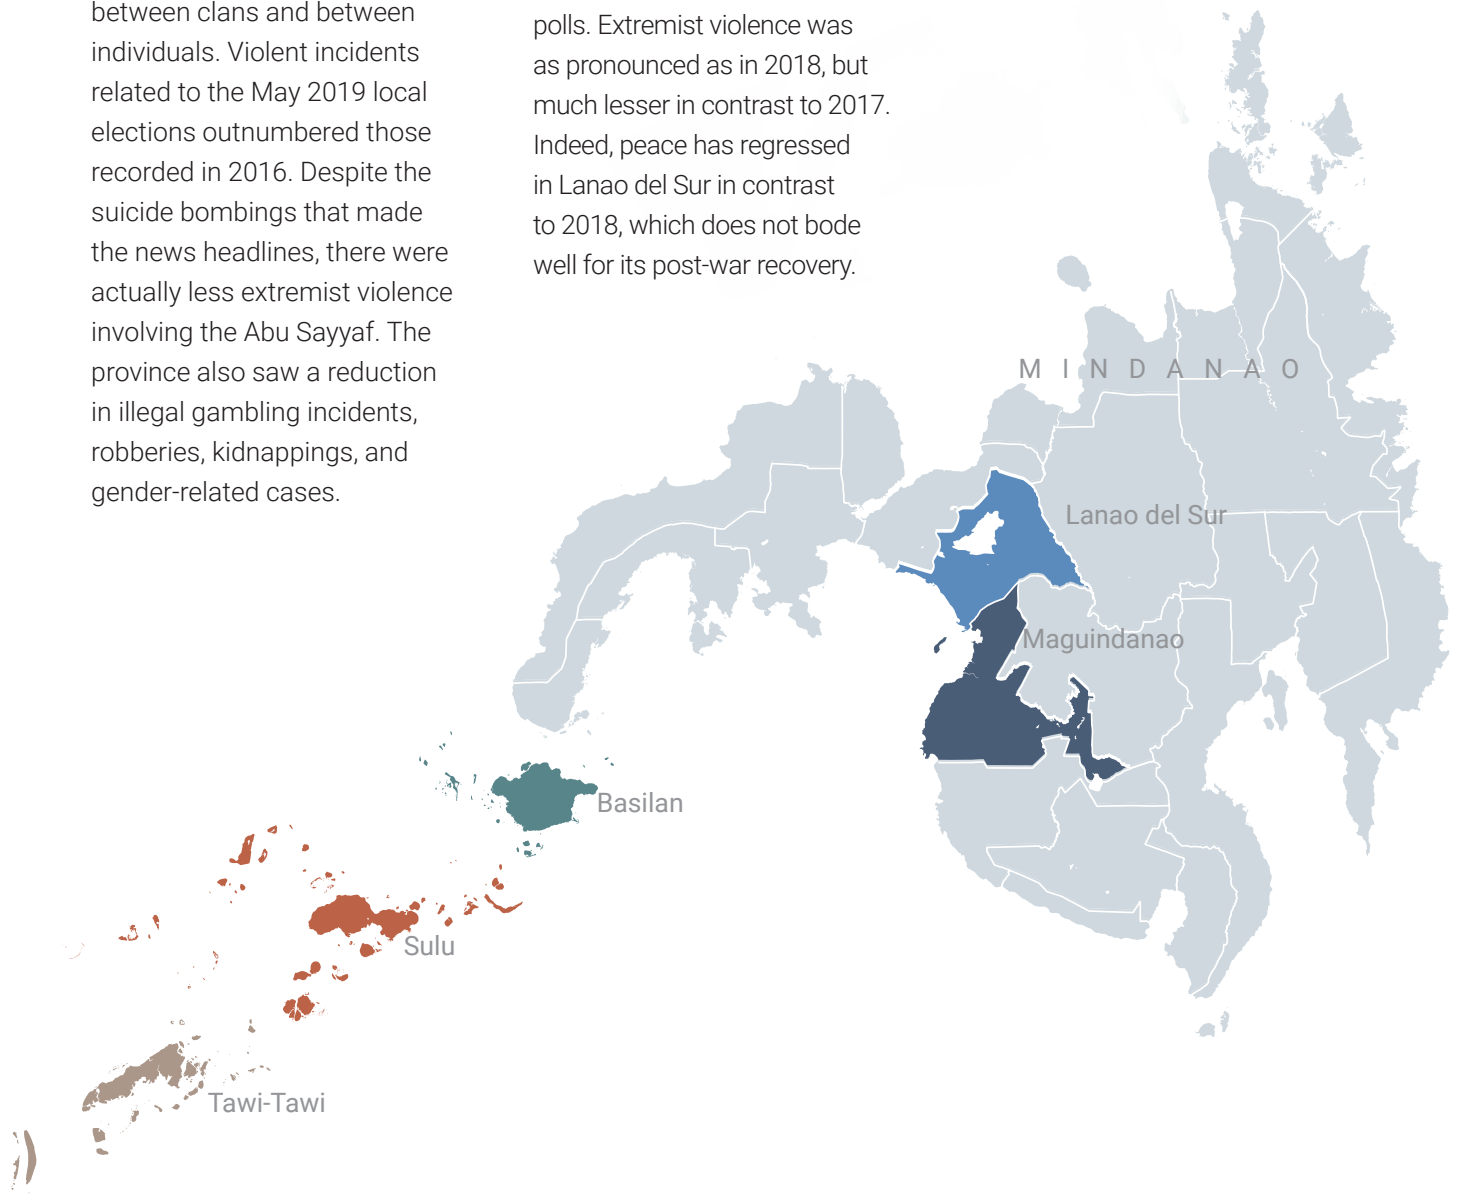 between clans and between
individuals. Violent incidents
related to the May 2019 local
elections outnumbered those
recorded in 2016. Despite the
suicide bombings that made
the news headlines, there were
actually less extremist violence
involving the Abu Sayyaf. The
province also saw a reduction
in illegal gambling incidents,
robberies, kidnappings, and
gender-related cases.
polls. Extremist violence was
as pronounced as in 2018, but
much lesser in contrast to 2017.
Indeed, peace has regressed
in Lanao del Sur in contrast
to 2018, which does not bode
well for its post-war recovery.
MINDANAO
Lanao del Sur
Maguindanao
Basilan
Sulu
Tawi-Tawi